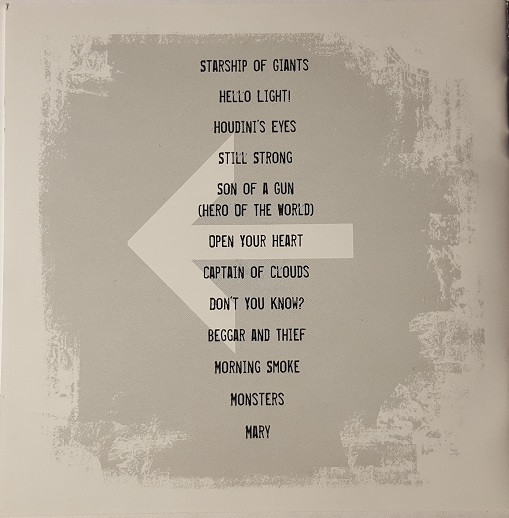 STARSHIP OF GIANTS
HELLO LIGHT!
HOUDINI'S EYES
STILL STRONG
SON OF A GUN
(HERO OF THE WORLD)
OPEN YOUR HEART
CAPTAIN OF CLOUDS
DON'T YOU KNOW?
BEGGAR AND THIEF
MORNING SMOKE
MONSTERS
MARY